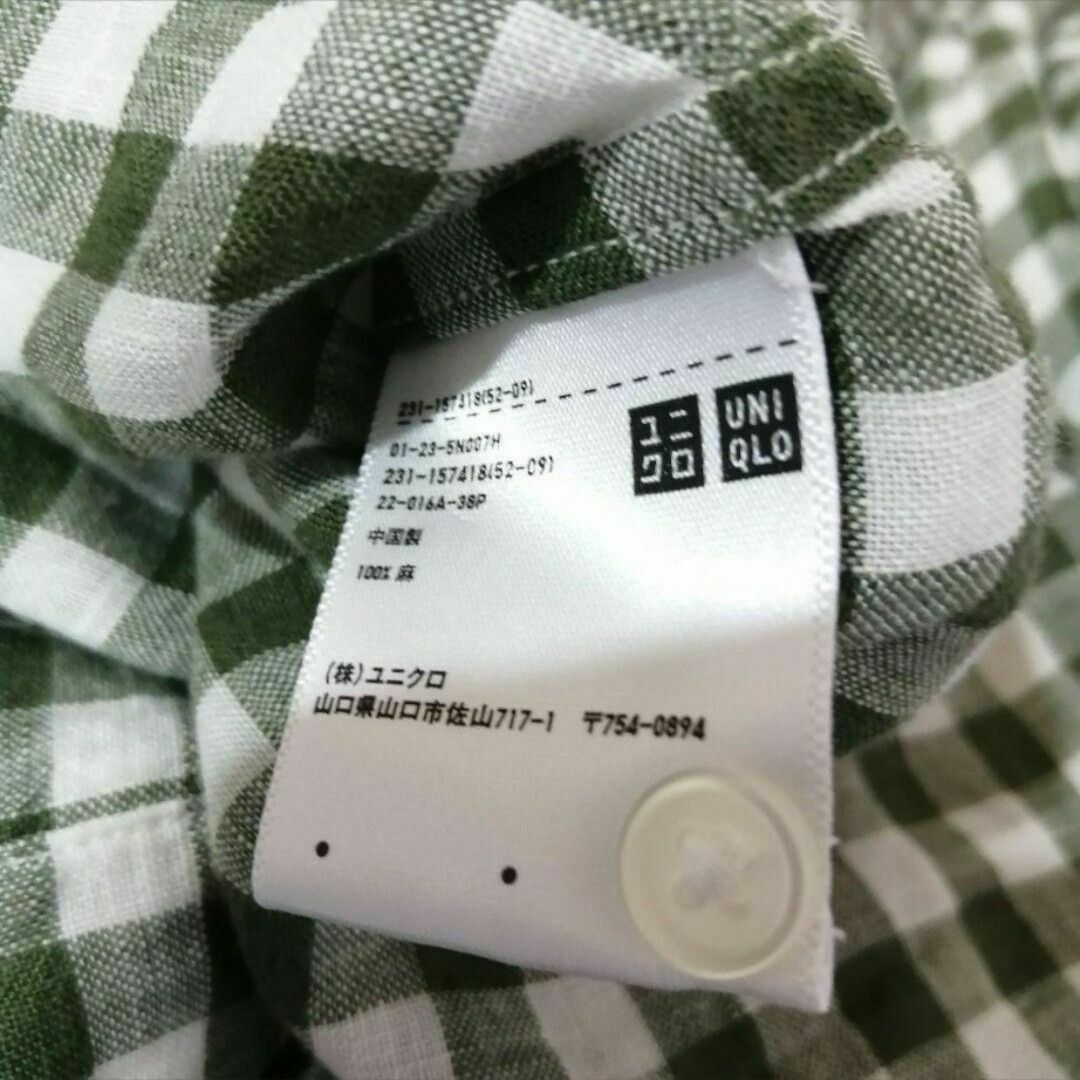 231-157418(52-09)
01-23-5N007H
231-157418(52-09)
22-016A-38P
中国製
100% 麻
ユニクロ
UNIQLO
(株)ユニクロ
山口県山口市佐山717-1 〒754-0894